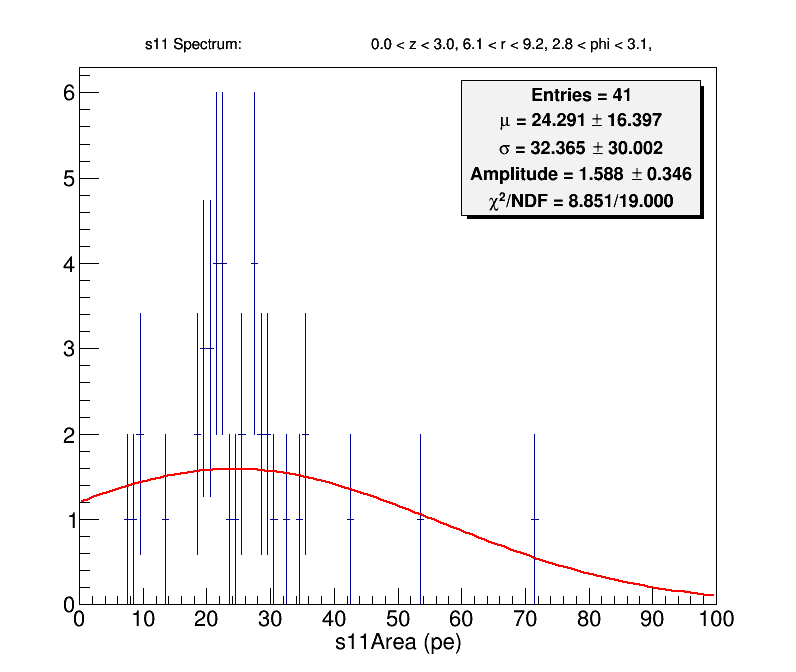 s11 Spectrum: 0.0 < z < 3.0, 6.1 < r < 9.2, 2.8 < phi < 3.1,
Entries = 41
μ = 24.291 ± 16.397
σ = 32.365 ± 30.002
Amplitude = 1.588 ± 0.346
χ²/NDF = 8.851/19.000
6
5
4
3
2
1
0
0 10 20 30 40 50 60 70 80 90 100
s11Area (pe)